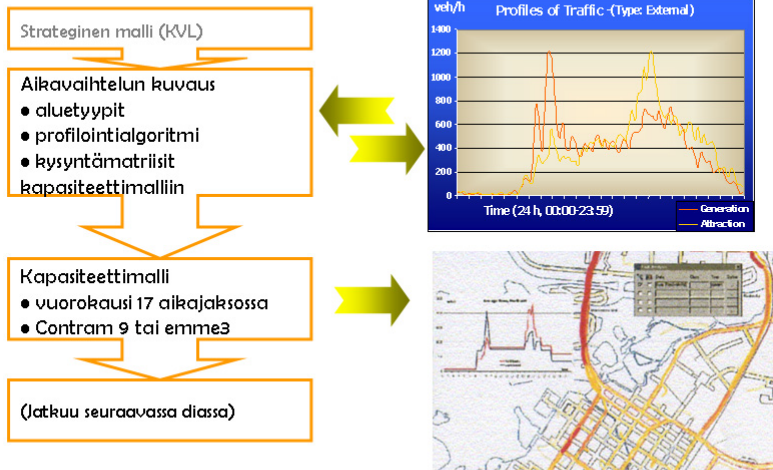 Strateginen malli (KVL)
Aikavaihtelun kuvaus
• aluetyypit
• profilointialgoritmi
• kysyntämatriisit
kapasiteettimalliin
Kapasiteettimalli
• vuorokausi 17 aikajaksossa
• Contram 9 tai emme3
(Jatkuu seuraavassa diassa)
veh/h
Profiles of Traffic -(Type: External)
1400
1200
1000
800
600
400
200
0
Time (24 h, 00:00-23:59)
Generation
Attraction